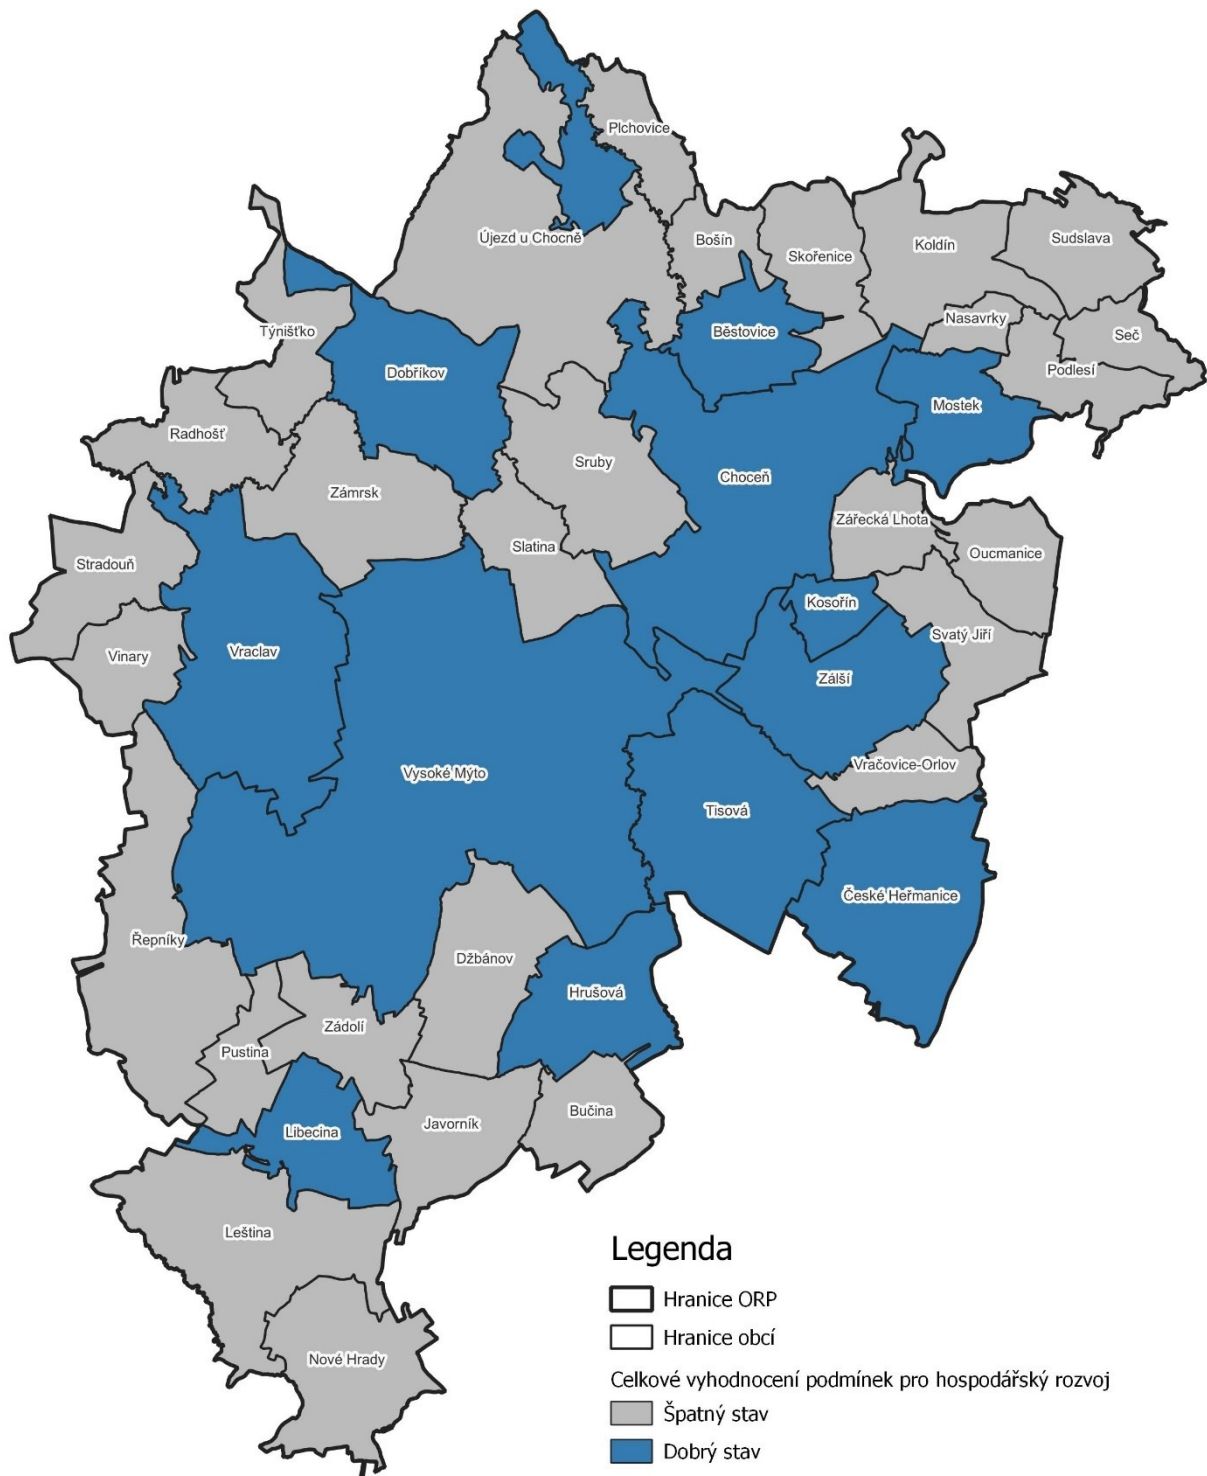 Plchovice
Újezd u Chocně
Bošín
Skořenice
Koldín
Sudslava
Týnišťko
Dobříkov
Běstovice
Nasavrky
Seč
Podlesí
Mostek
Radhošť
Zámrsk
Sruby
Choceň
Slatina
Zářecká Lhota
Oucmanice
Stradouň
Kosořín
Svatý Jiří
Vinary
Vraclav
Zálší
Vysoké Mýto
Vračovice-Orlov
Tisová
České Heřmanice
Řepníky
Džbánov
Hrušová
Zádolí
Pustina
Libecina
Javorník
Bučina
Leština
Nové Hrady
Legenda
Hranice ORP
Hranice obcí
Celkové vyhodnocení podmínek pro hospodářský rozvoj
Špatný stav
Dobrý stav